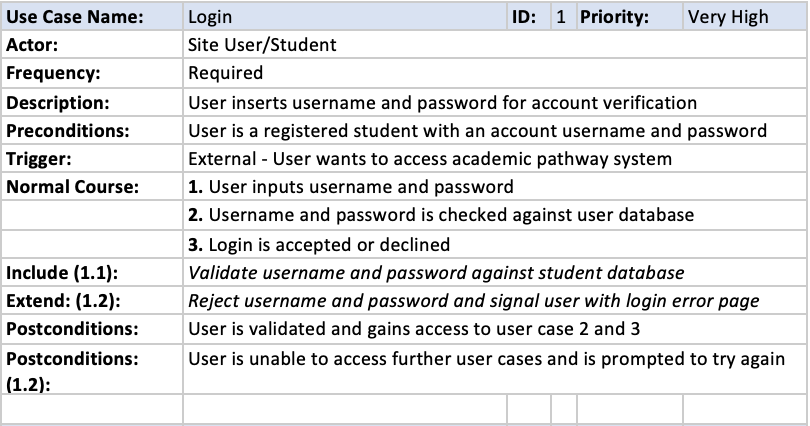 Use Case Name: Login ID: 1 Priority: Very High
Actor: Site User/Student
Frequency: Required
Description: User inserts username and password for account verification
Preconditions: User is a registered student with an account username and password
Trigger: External - User wants to access academic pathway system
Normal Course: 1. User inputs username and password
2. Username and password is checked against user database
3. Login is accepted or declined
Include (1.1): Validate username and password against student database
Extend: (1.2): Reject username and password and signal user with login error page
Postconditions: User is validated and gains access to user case 2 and 3
Postconditions: User is unable to access further user cases and is prompted to try again
(1.2):